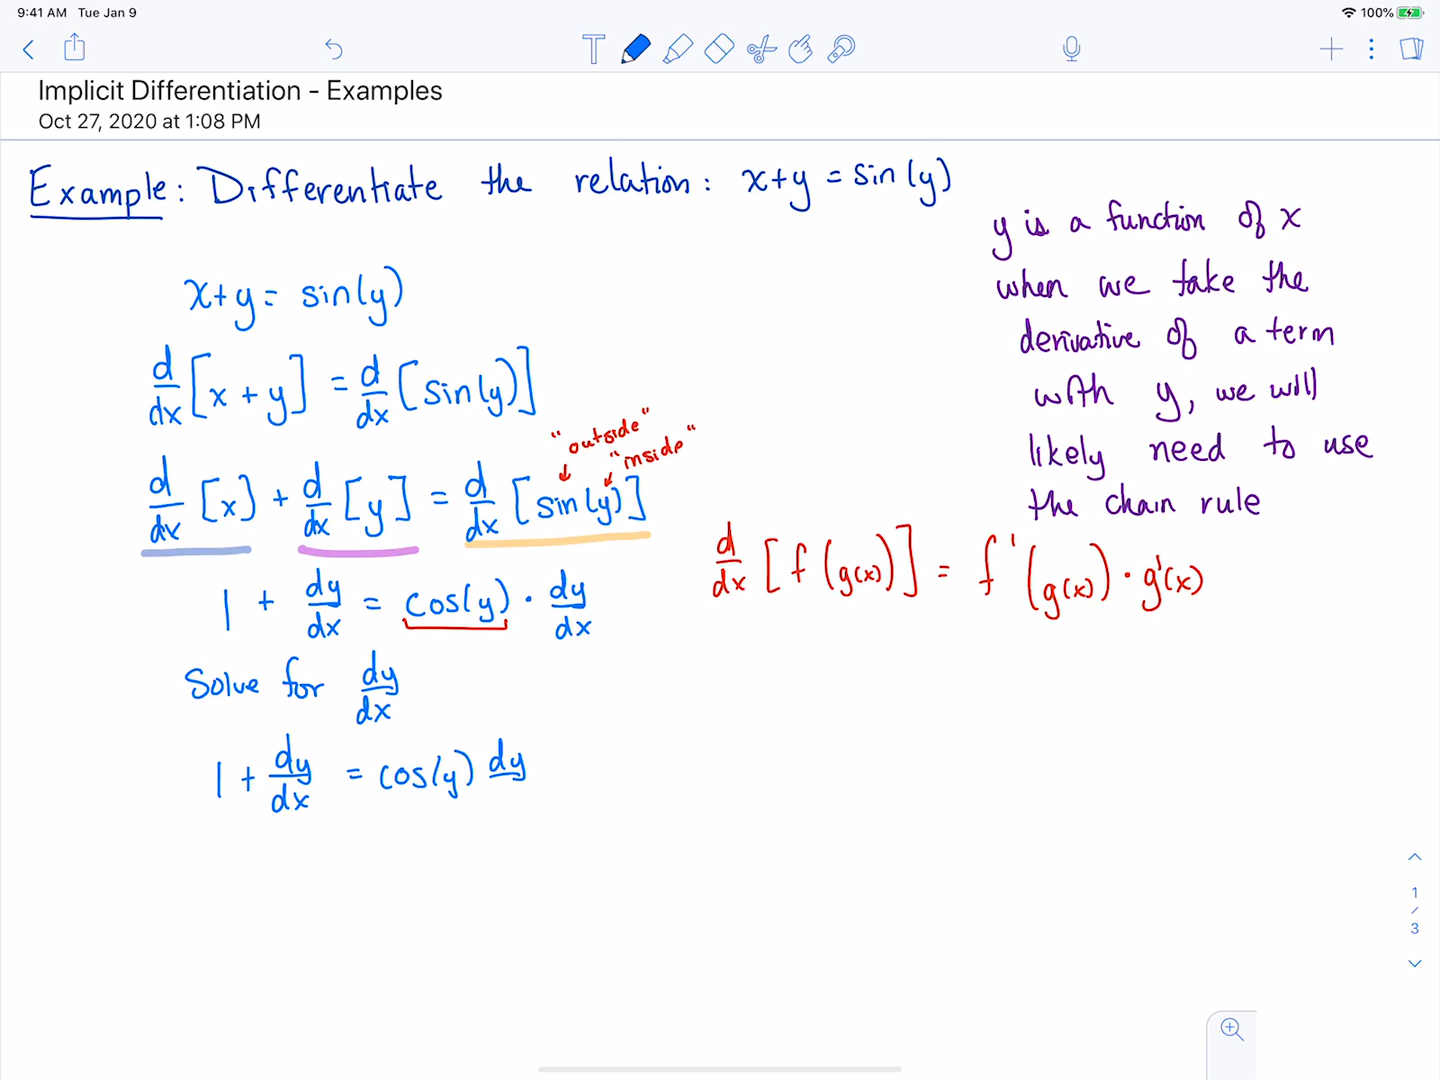 9:41 AM Tue Jan 9
100%
T
Implicit Differentiation - Examples
Oct 27, 2020 at 1:08 PM
Example: Differentiate the relation: x+y = sin(y)
y is a function of x
when we take the
derivative of a term
with y, we will
likely need to use
the chain rule
x+y = sin(y)
d/dx [x + y] = d/dx [sin(y)]
"outside"
"inside"
d/dx [x] + d/dx [y] = d/dx [sin(y)]
d/dx [f(g(x))] = f'(g(x)) · g'(x)
1 + dy/dx = cos(y) · dy/dx
Solve for dy/dx
1 + dy/dx = cos(y) dy
1
/
3